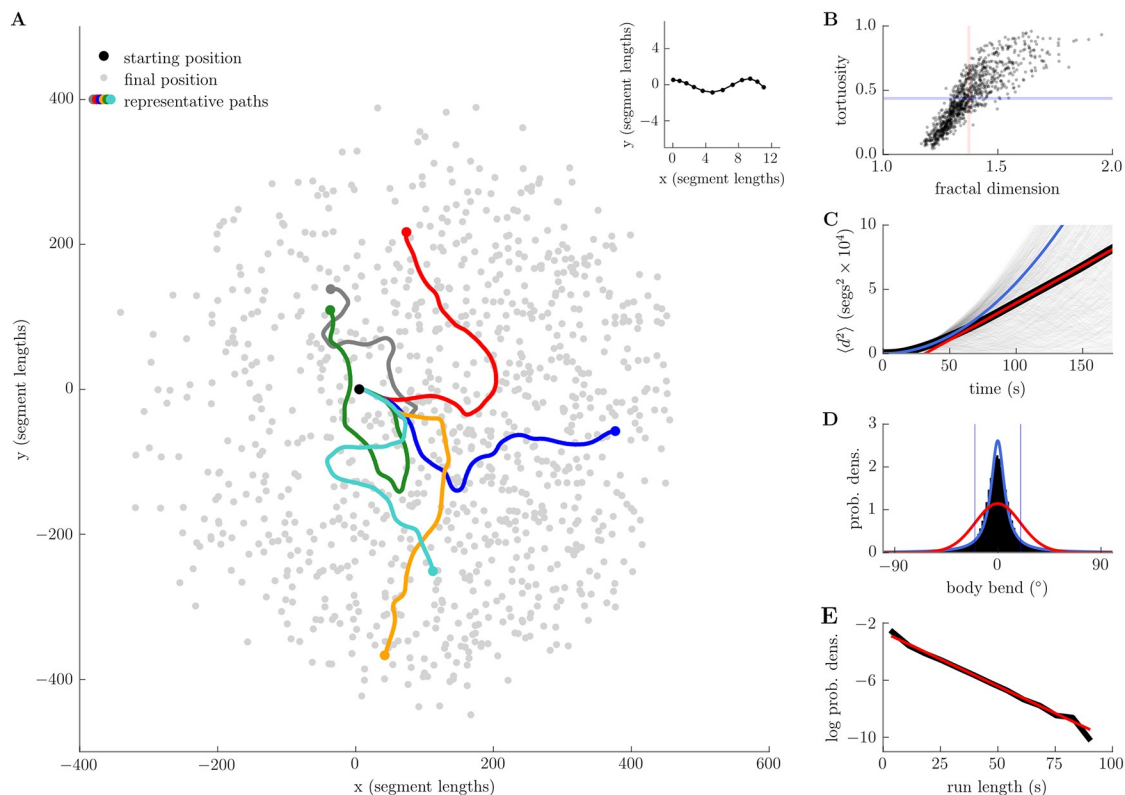 A
starting position
final position
representative paths
y (segment lengths)
400
200
0
−200
−400
−400
−200
0
200
400
600
x (segment lengths)
y (segment lengths)
4
0
−4
0
4
8
12
x (segment lengths)
B
tortuosity
1.0
0.5
0.0
1.0
1.5
2.0
fractal dimension
C
⟨d²⟩ (segs² × 10⁴)
10
5
0
0
50
100
150
time (s)
D
prob. dens.
3
2
1
0
−90
0
90
body bend (°)
E
log prob. dens.
−2
−6
−10
0
25
50
75
100
run length (s)